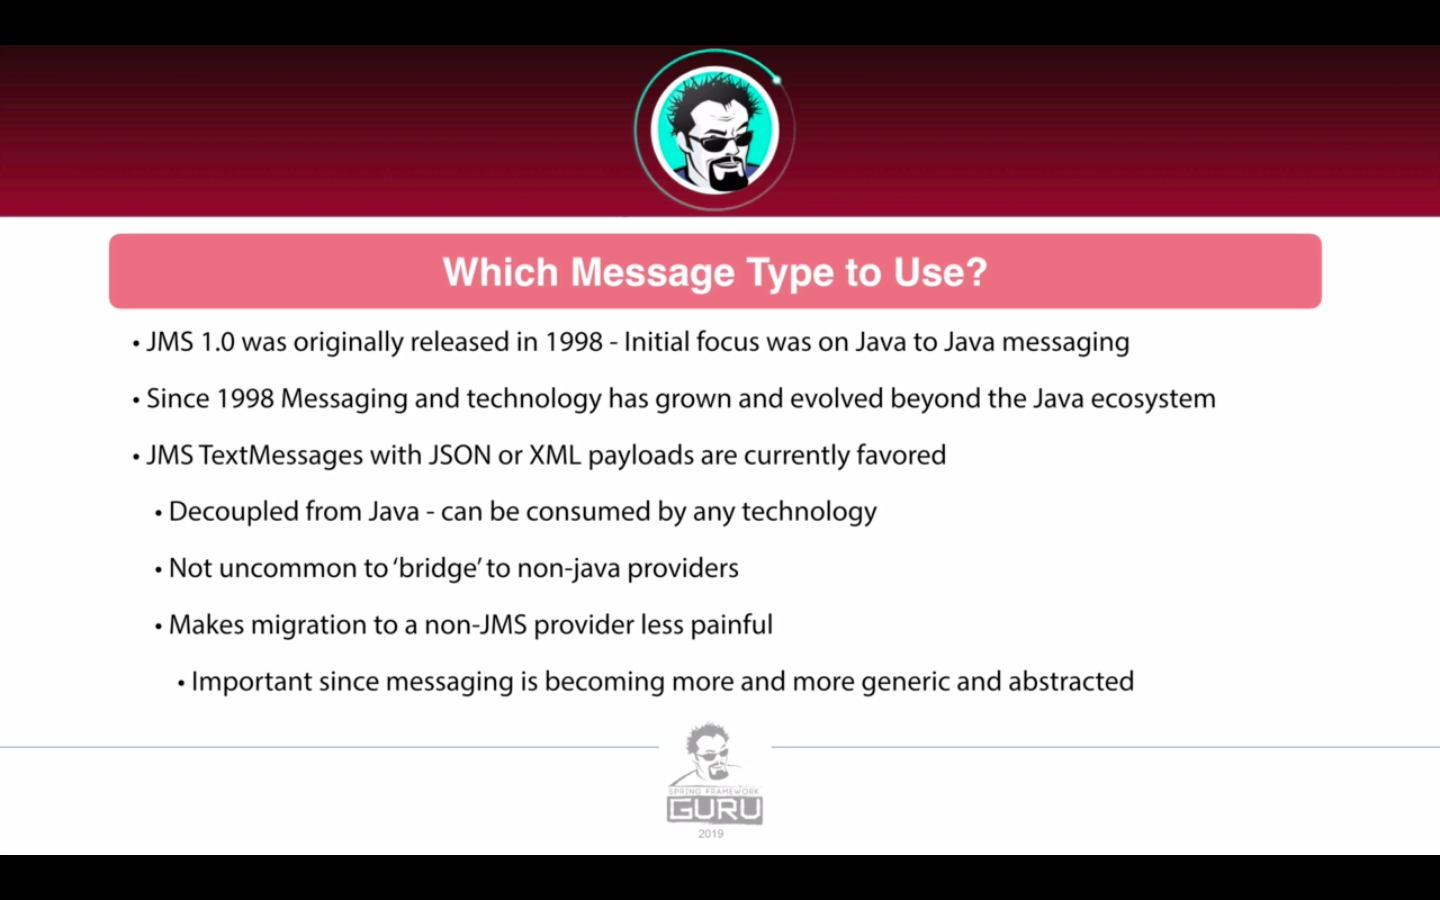 Which Message Type to Use?
• JMS 1.0 was originally released in 1998 - Initial focus was on Java to Java messaging
• Since 1998 Messaging and technology has grown and evolved beyond the Java ecosystem
• JMS TextMessages with JSON or XML payloads are currently favored
• Decoupled from Java - can be consumed by any technology
• Not uncommon to ‘bridge’ to non-java providers
• Makes migration to a non-JMS provider less painful
• Important since messaging is becoming more and more generic and abstracted
SPRING FRAMEWORK
GURU
2019